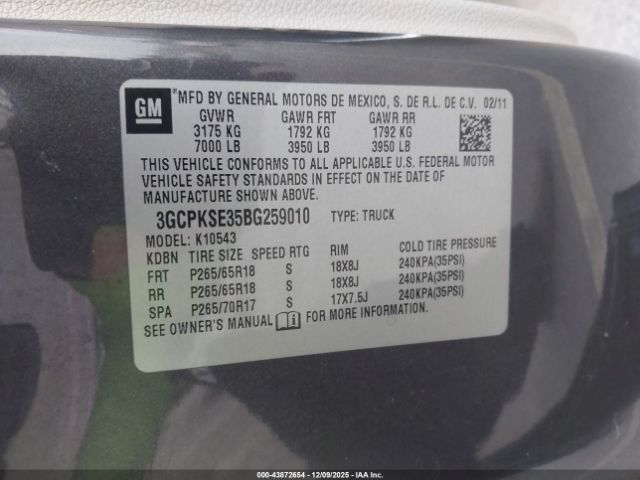 GM
*MFD BY GENERAL MOTORS DE MEXICO, S. DE R.L. DE C.V. 02/11
GVWR GAWR FRT GAWR RR
3175 KG 1792 KG 1792 KG
7000 LB 3950 LB 3950 LB
THIS VEHICLE CONFORMS TO ALL APPLICABLE U.S. FEDERAL MOTOR
VEHICLE SAFETY STANDARDS IN EFFECT ON THE DATE OF
MANUFACTURE SHOWN ABOVE.
3GCPKSE35BG259010 TYPE: TRUCK
MODEL: K10543
KDBN TIRE SIZE SPEED RTG RIM COLD TIRE PRESSURE
FRT P265/65R18 S 18X8J 240KPA(35PSI)
RR P265/65R18 S 18X8J 240KPA(35PSI)
SPA P265/70R17 S 17X7.5J 240KPA(35PSI)
SEE OWNER'S MANUAL FOR MORE INFORMATION.
000-43872654 | 12/09/2025 - IAA, Inc.